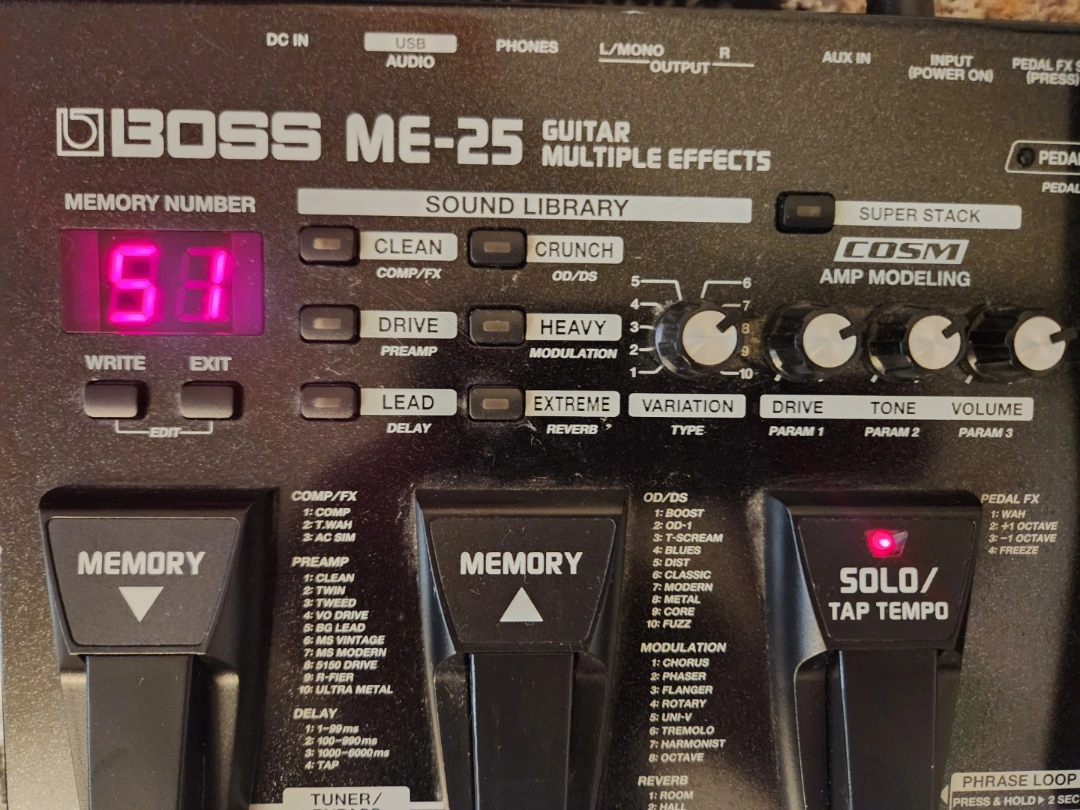 DC IN
USB
AUDIO
PHONES
L/MONO
R
OUTPUT
AUX IN
INPUT
(POWER ON)
PEDAL FX
(PRESS)
BOSS ME-25 GUITAR
MULTIPLE EFFECTS
MEMORY NUMBER
SOUND LIBRARY
SUPER STACK
COSM
AMP MODELING
51
CLEAN
COMP/FX
CRUNCH
OD/DS
DRIVE
PREAMP
HEAVY
MODULATION
LEAD
DELAY
EXTREME
REVERB
WRITE
EXIT
EDIT
5
6
4
7
3
8
2
9
1
10
VARIATION
TYPE
DRIVE
TONE
VOLUME
PARAM 1
PARAM 2
PARAM 3
MEMORY
COMP/FX
1: COMP
2: T.WAH
3: AC SIM
PREAMP
1: CLEAN
2: TWIN
3: TWEED
4: VO DRIVE
5: BG LEAD
6: MS VINTAGE
7: MS MODERN
8: 5150 DRIVE
9: R-FIER
10: ULTRA METAL
DELAY
1: 1-99ms
2: 100-990ms
3: 1000-6000ms
4: TAP
TUNER/
MEMORY
OD/DS
1: BOOST
2: OD-1
3: T-SCREAM
4: BLUES
5: DIST
6: CLASSIC
7: MODERN
8: METAL
9: CORE
10: FUZZ
MODULATION
1: CHORUS
2: PHASER
3: FLANGER
4: ROTARY
5: UNI-V
6: TREMOLO
7: HARMONIST
8: OCTAVE
REVERB
1: ROOM
2: HALL
SOLO/
TAP TEMPO
PEDAL FX
1: WAH
2: +1 OCTAVE
3: -1 OCTAVE
4: FREEZE
PHRASE LOOP
PRESS & HOLD ▶ 2 SEC